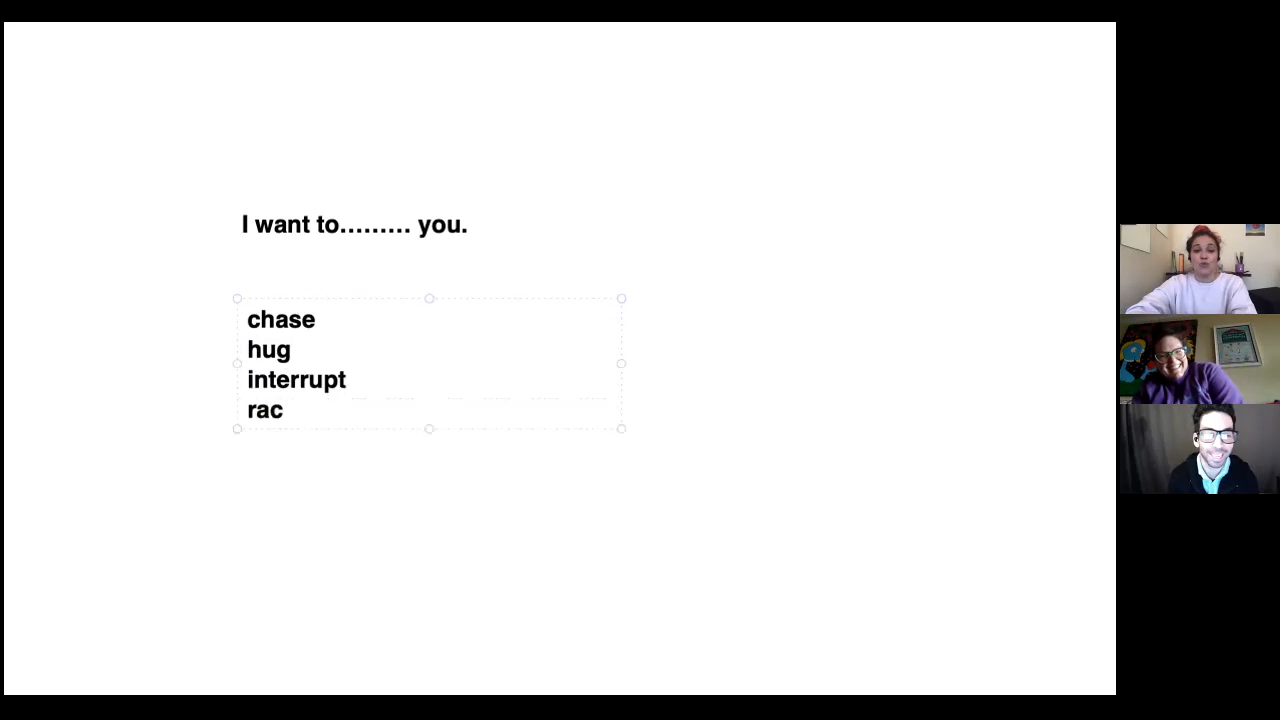 I want to......... you.
chase
hug
interrupt
rac